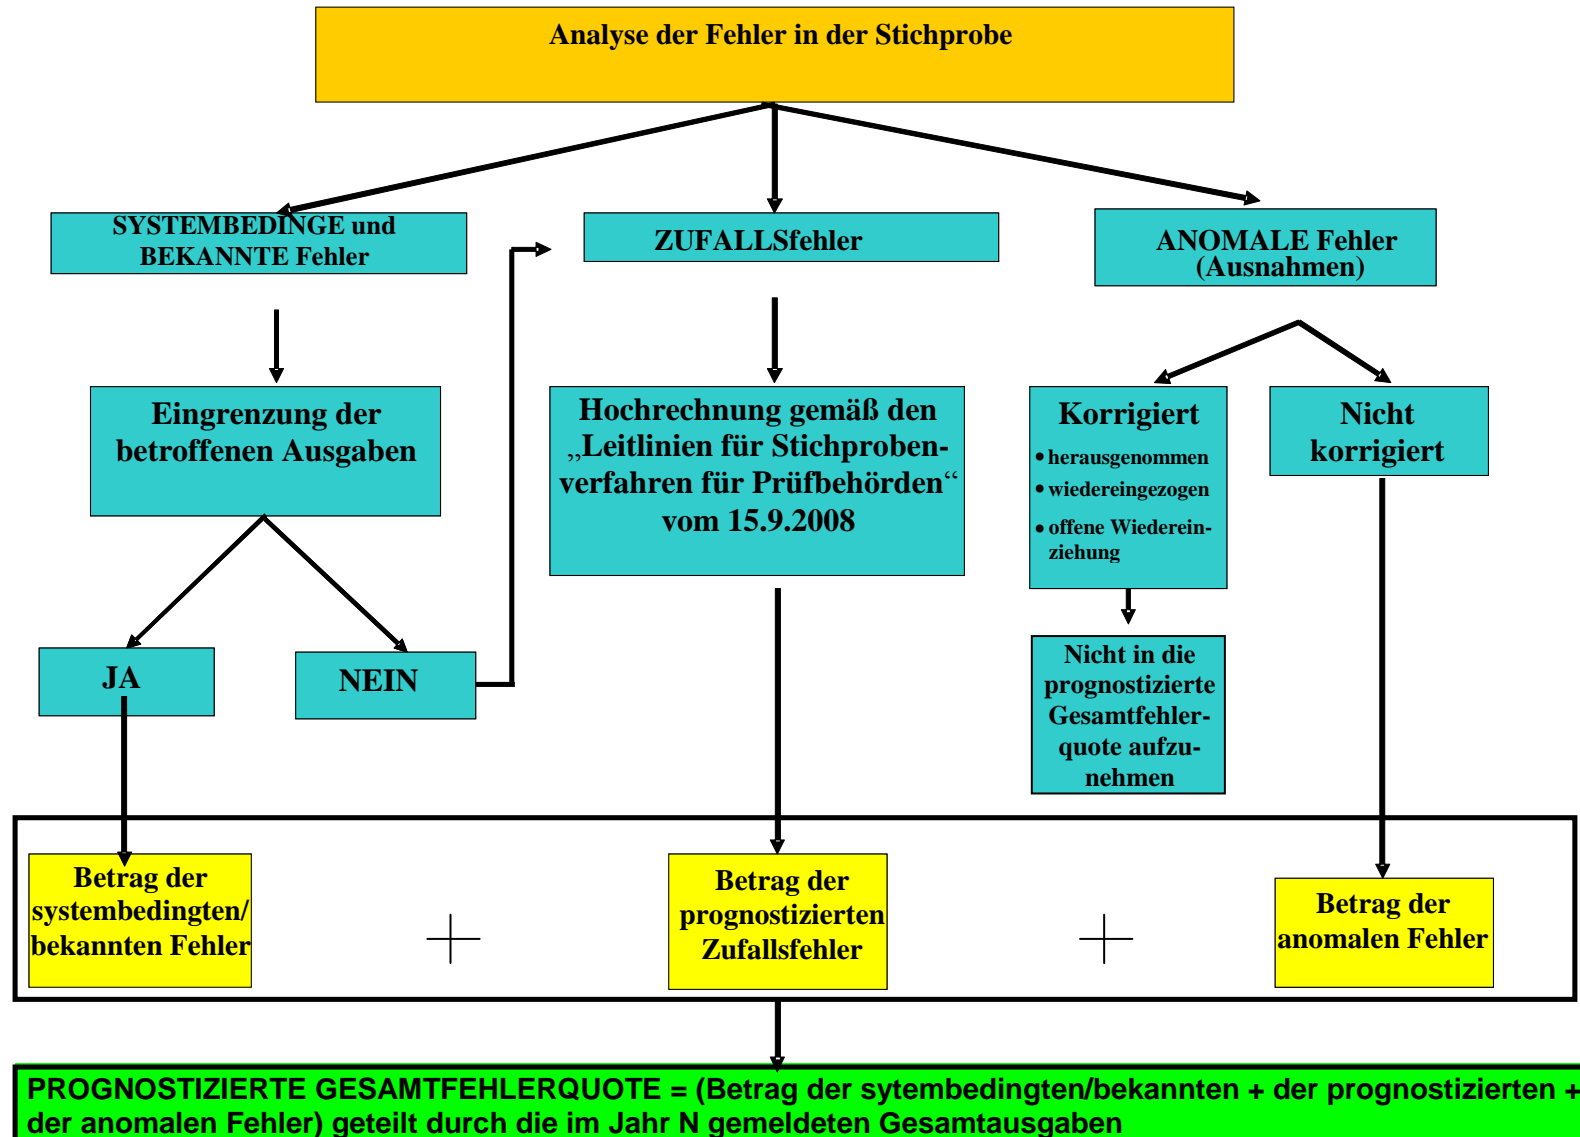 Analyse der Fehler in der Stichprobe
SYSTEMBEDINGE und
BEKANNTE Fehler
ZUFALLSfehler
ANOMALE Fehler
(Ausnahmen)
Eingrenzung der
betroffenen Ausgaben
Hochrechnung gemäß den
„Leitlinien für Stichproben-
verfahren für Prüfbehörden“
vom 15.9.2008
Korrigiert
• herausgenommen
• wiedereingezogen
• offene Wiederein-
ziehung
Nicht
korrigiert
JA
NEIN
Nicht in die
prognostizierte
Gesamtfehler-
quote aufzu-
nehmen
Betrag der
systembedingten/
bekannten Fehler
+
Betrag der
prognostizierten
Zufallsfehler
+
Betrag der
anomalen Fehler
PROGNOSTIZIERTE GESAMTFEHLERQUOTE = (Betrag der sytembedingten/bekannten + der prognostizierten +
der anomalen Fehler) geteilt durch die im Jahr N gemeldeten Gesamtausgaben